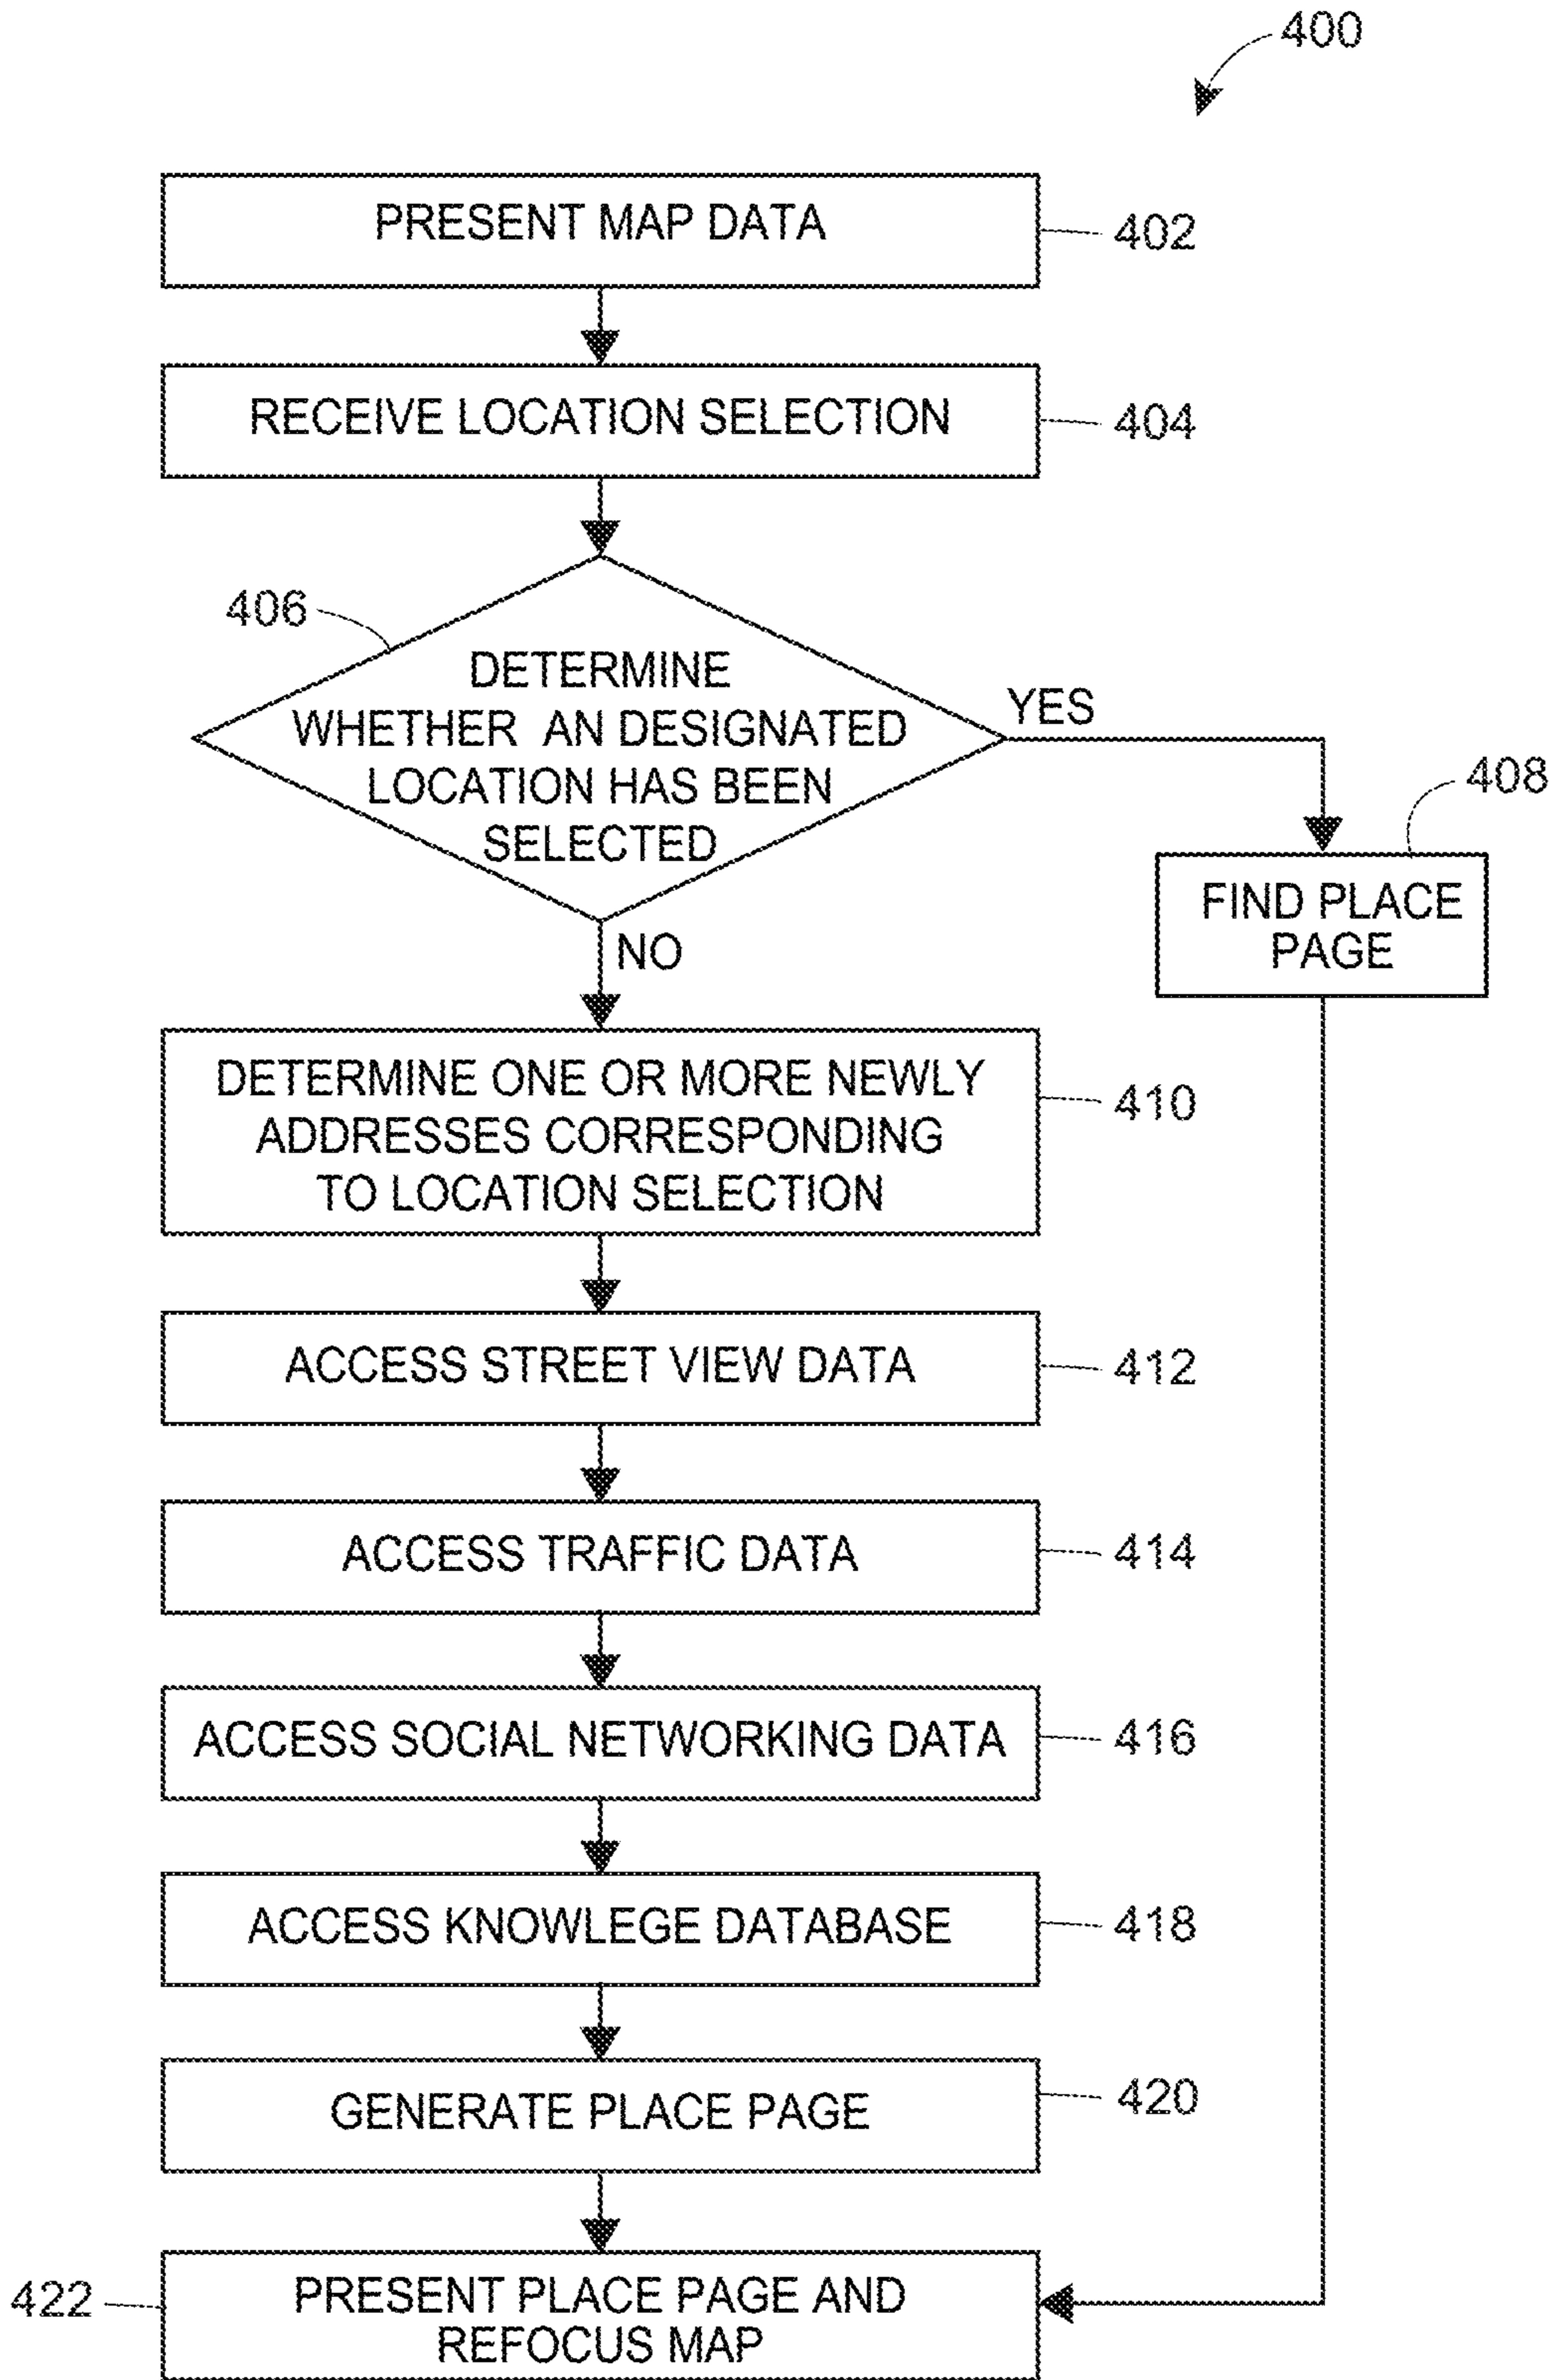 400
PRESENT MAP DATA
402
RECEIVE LOCATION SELECTION
404
406
DETERMINE
WHETHER AN DESIGNATED
LOCATION HAS BEEN
SELECTED
YES
408
FIND PLACE
PAGE
NO
DETERMINE ONE OR MORE NEWLY
ADDRESSES CORRESPONDING
TO LOCATION SELECTION
410
ACCESS STREET VIEW DATA
412
ACCESS TRAFFIC DATA
414
ACCESS SOCIAL NETWORKING DATA
416
ACCESS KNOWLEGE DATABASE
418
GENERATE PLACE PAGE
420
422
PRESENT PLACE PAGE AND
REFOCUS MAP